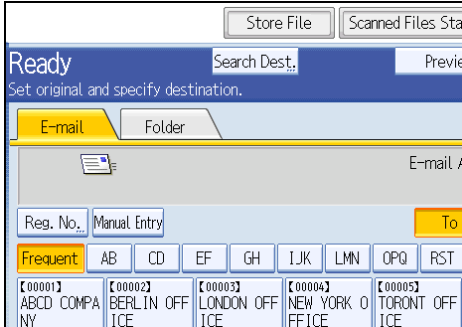 Store File Scanned Files Sta
Ready Search Dest. Previe
Set original and specify destination.
E-mail Folder
E-mail A
Reg. No. Manual Entry To
Frequent AB CD EF GH IJK LMN OPQ RST
【00001】 【00002】 【00003】 【00004】 【00005】
ABCD COMPA BERLIN OFF LONDON OFF NEW YORK O TORONT OFF
NY ICE ICE FFICE ICE